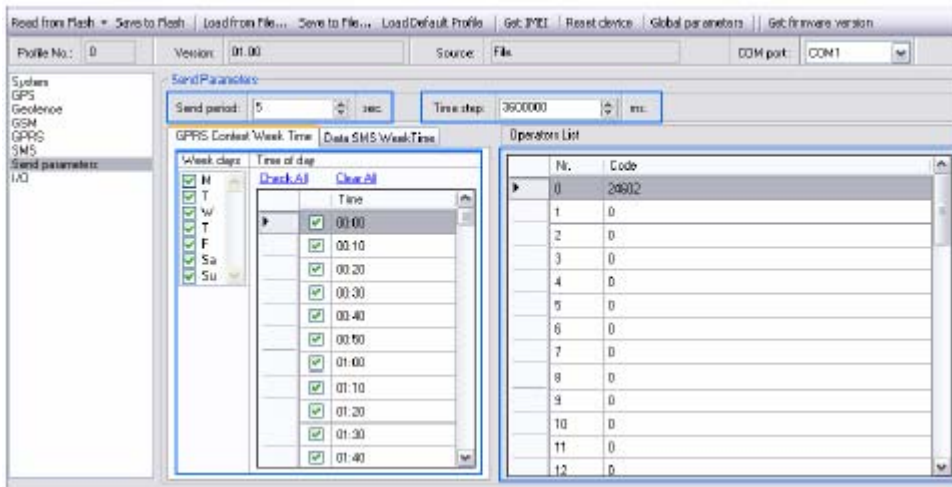 Read from Flash Save to Flash Load from File... Save to File... Load Default Profile Get IMEI Reset device Global parameters Get firmware version
Profile No.: 0 Version: 01.00 Source: File. COM port: COM1
System
GPS
Geofence
GSM
GPRS
SMS
Send parameters
I/O
Send Parameters
Send period: 5 sec. Time step: 3600000 ms.
GPRS Context Week Time Data SMS Week Time
Week days Time of day
M
T
W
T
F
Sa
Su
Check All Clear All
Time
00:00
00:10
00:20
00:30
00:40
00:50
01:00
01:10
01:20
01:30
01:40
Operators List
Nr. Code
0 24602
1 0
2 0
3 0
4 0
5 0
6 0
7 0
8 0
9 0
10 0
11 0
12 0